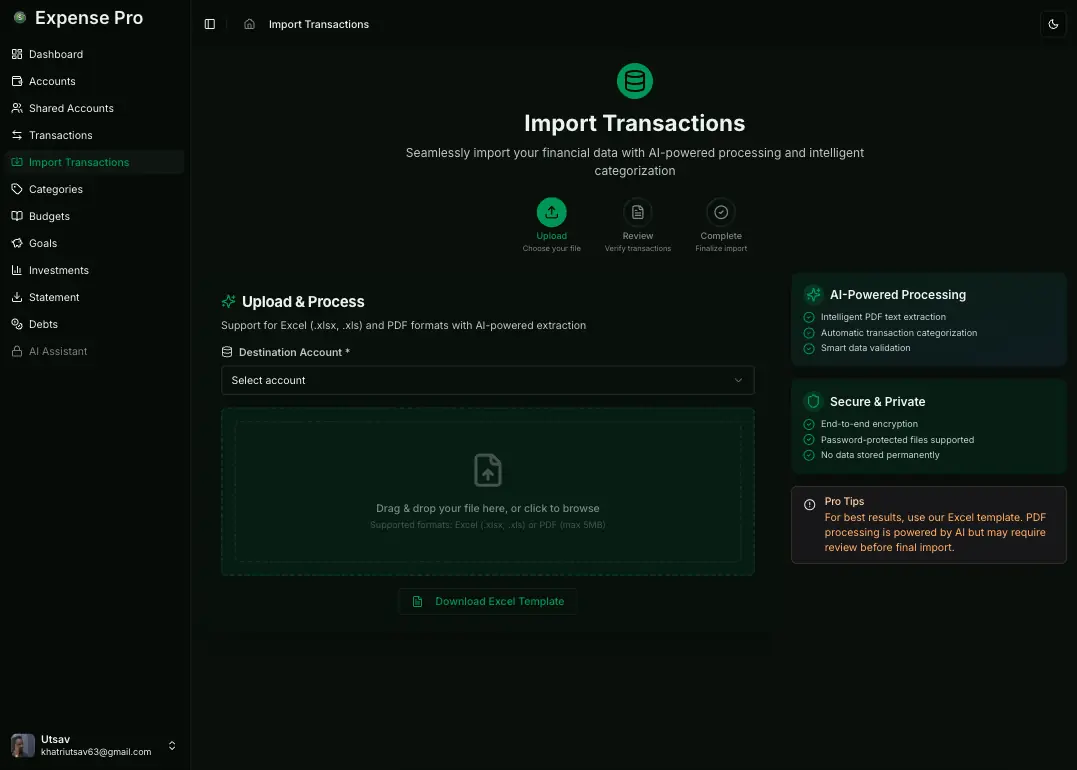 Expense Pro
Dashboard
Accounts
Shared Accounts
Transactions
Import Transactions
Categories
Budgets
Goals
Investments
Statement
Debts
AI Assistant
Utsav
khatriutsav63@gmail.com
Import Transactions
Import Transactions
Seamlessly import your financial data with AI-powered processing and intelligent
categorization
Upload
Choose your file
Review
Verify transactions
Complete
Finalize import
Upload & Process
Support for Excel (.xlsx, .xls) and PDF formats with AI-powered extraction
Destination Account *
Select account
Drag & drop your file here, or click to browse
Supported formats: Excel (.xlsx, .xls) or PDF (max 5MB)
Download Excel Template
AI-Powered Processing
Intelligent PDF text extraction
Automatic transaction categorization
Smart data validation
Secure & Private
End-to-end encryption
Password-protected files supported
No data stored permanently
Pro Tips
For best results, use our Excel template. PDF
processing is powered by AI but may require
review before final import.